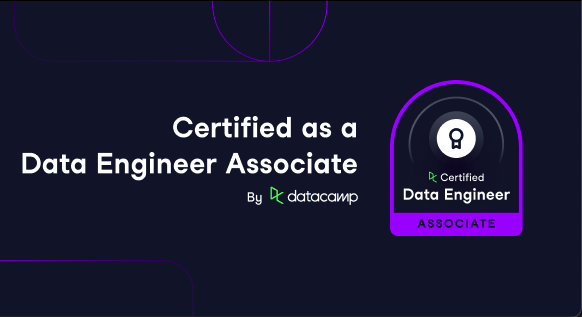 Certified as a
Data Engineer Associate
By datacamp
Certified
Data Engineer
ASSOCIATE